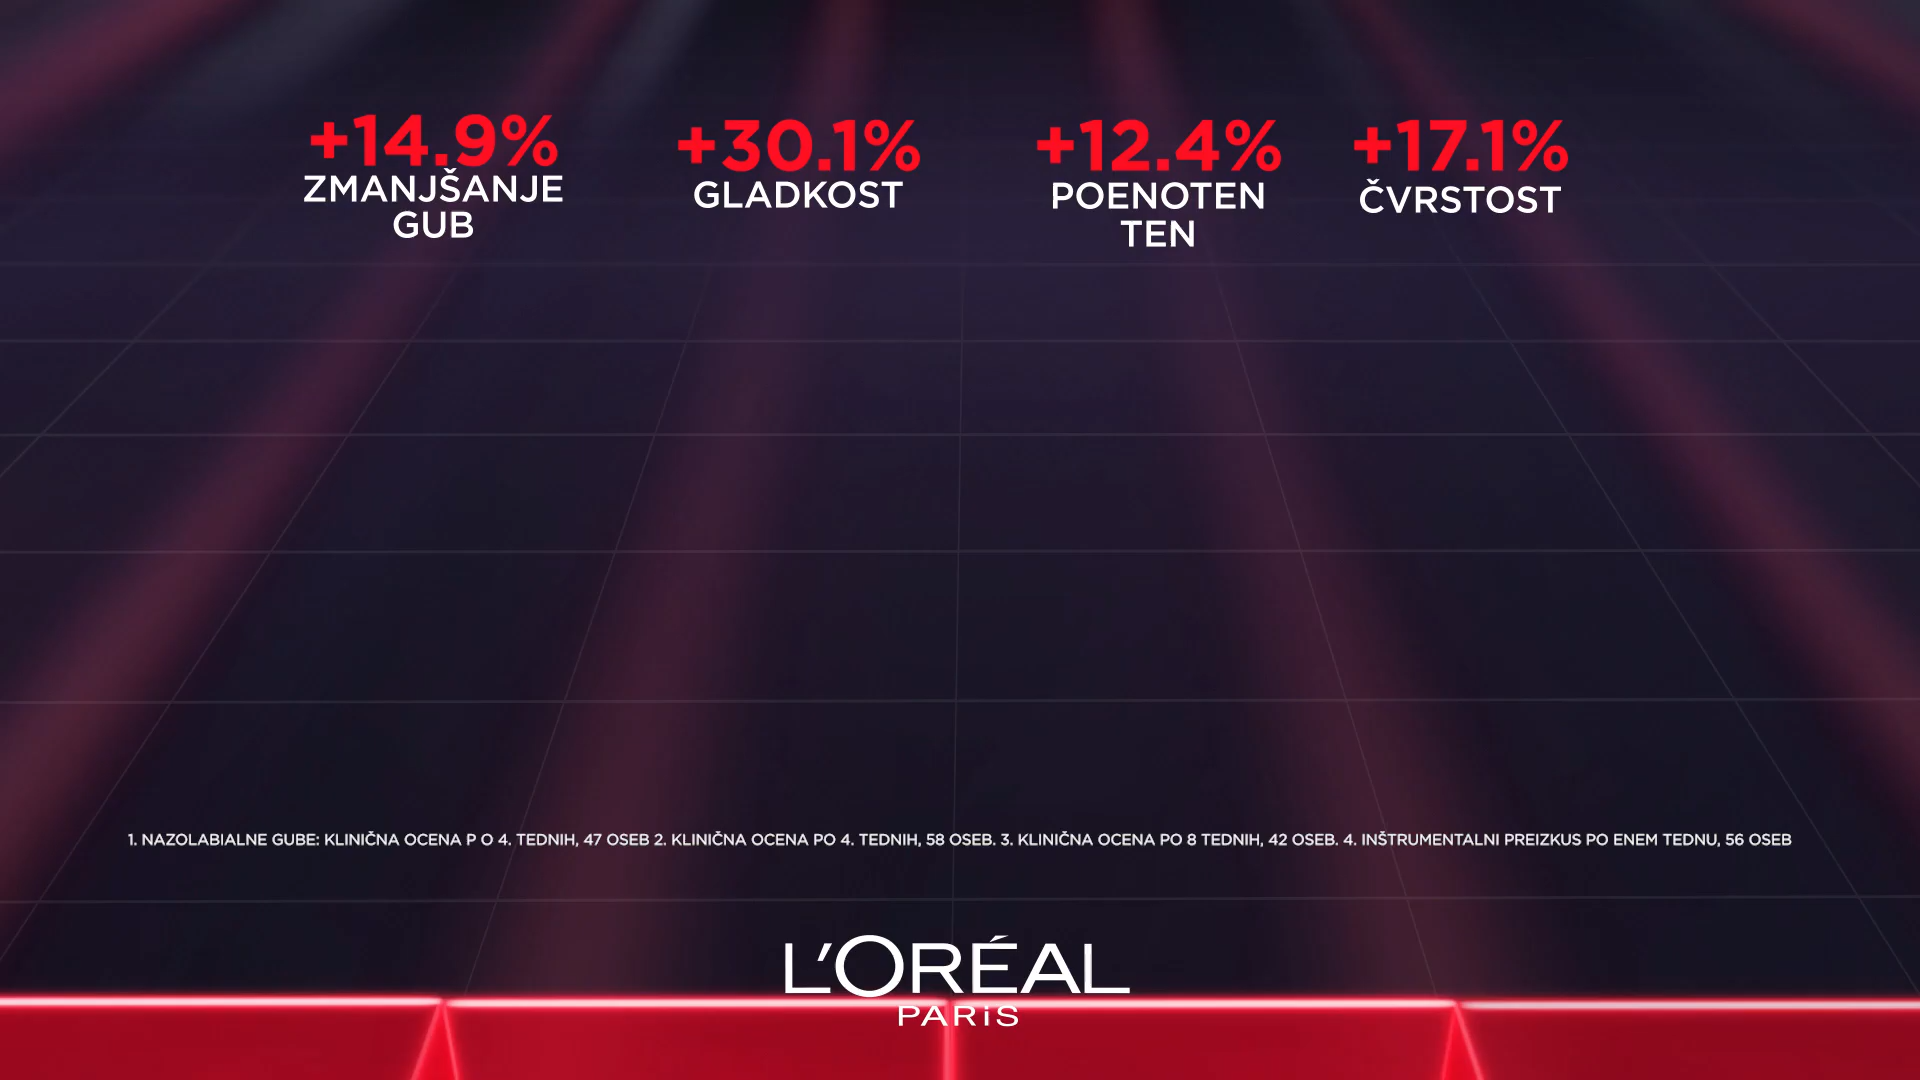 +14.9%
ZMANJŠANJE
GUB
+30.1%
GLADKOST
+12.4%
POENOTEN
TEN
+17.1%
ČVRSTOST
1. NAZOLABIALNE GUBE: KLINIČNA OCENA P O 4. TEDNIH, 47 OSEB 2. KLINIČNA OCENA PO 4. TEDNIH, 58 OSEB. 3. KLINIČNA OCENA PO 8 TEDNIH, 42 OSEB. 4. INŠTRUMENTALNI PREIZKUS PO ENEM TEDNU, 56 OSEB
L'ORÉAL
PARiS